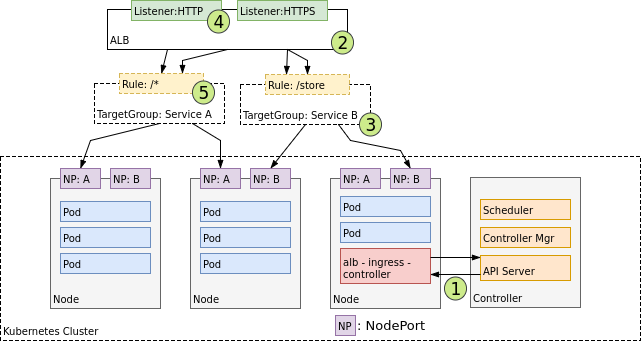 Listener:HTTP
Listener:HTTPS
4
ALB
2
Rule: /*
Rule: /store
5
TargetGroup: Service A
TargetGroup: Service B
3
NP: A
NP: B
NP: A
NP: B
NP: A
NP: B
Pod
Pod
Pod
Node
Pod
Pod
Pod
Node
Pod
Pod
alb - ingress -
controller
Node
Scheduler
Controller Mgr
API Server
1
Controller
NP : NodePort
Kubernetes Cluster